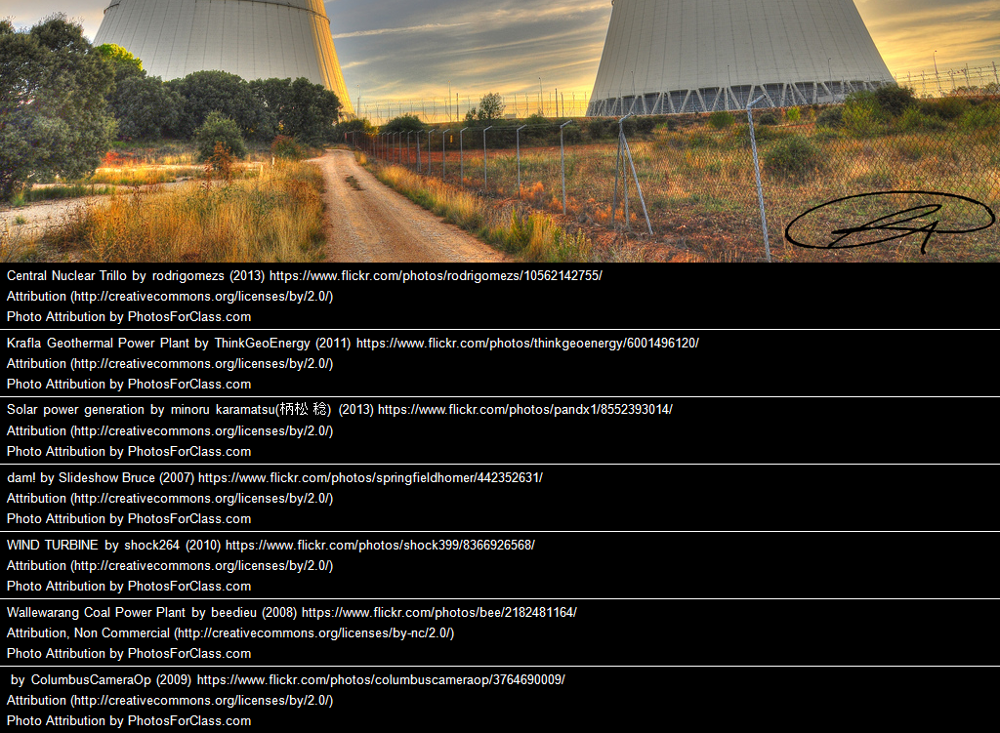 Central Nuclear Trillo by rodrigomezs (2013) https://www.flickr.com/photos/rodrigomezs/10562142755/
Attribution (http://creativecommons.org/licenses/by/2.0/)
Photo Attribution by PhotosForClass.com
Krafla Geothermal Power Plant by ThinkGeoEnergy (2011) https://www.flickr.com/photos/thinkgeoenergy/6001496120/
Attribution (http://creativecommons.org/licenses/by/2.0/)
Photo Attribution by PhotosForClass.com
Solar power generation by minoru karamatsu(柄松 稔) (2013) https://www.flickr.com/photos/pandx1/8552393014/
Attribution (http://creativecommons.org/licenses/by/2.0/)
Photo Attribution by PhotosForClass.com
dam! by Slideshow Bruce (2007) https://www.flickr.com/photos/springfieldhomer/442352631/
Attribution (http://creativecommons.org/licenses/by/2.0/)
Photo Attribution by PhotosForClass.com
WIND TURBINE by shock264 (2010) https://www.flickr.com/photos/shock399/8366926568/
Attribution (http://creativecommons.org/licenses/by/2.0/)
Photo Attribution by PhotosForClass.com
Wallewarang Coal Power Plant by beedieu (2008) https://www.flickr.com/photos/bee/2182481164/
Attribution, Non Commercial (http://creativecommons.org/licenses/by-nc/2.0/)
Photo Attribution by PhotosForClass.com
by ColumbusCameraOp (2009) https://www.flickr.com/photos/columbuscameraop/3764690009/
Attribution (http://creativecommons.org/licenses/by/2.0/)
Photo Attribution by PhotosForClass.com